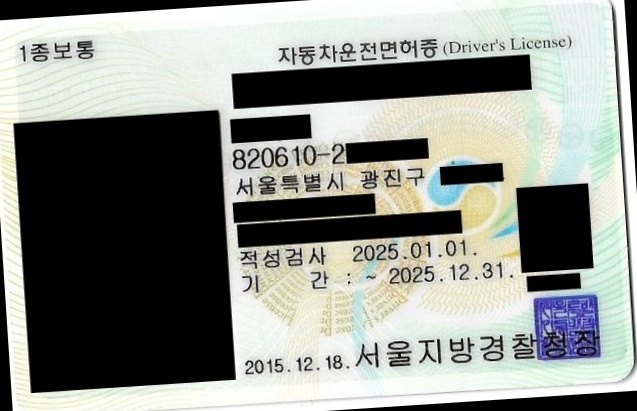 1종보통
자동차운전면허증 (Driver's License)
820610-2
서울특별시 광진구
적성검사 2025.01.01.
기 간 : ~ 2025.12.31.
2015.12.18. 서울지방경찰청장